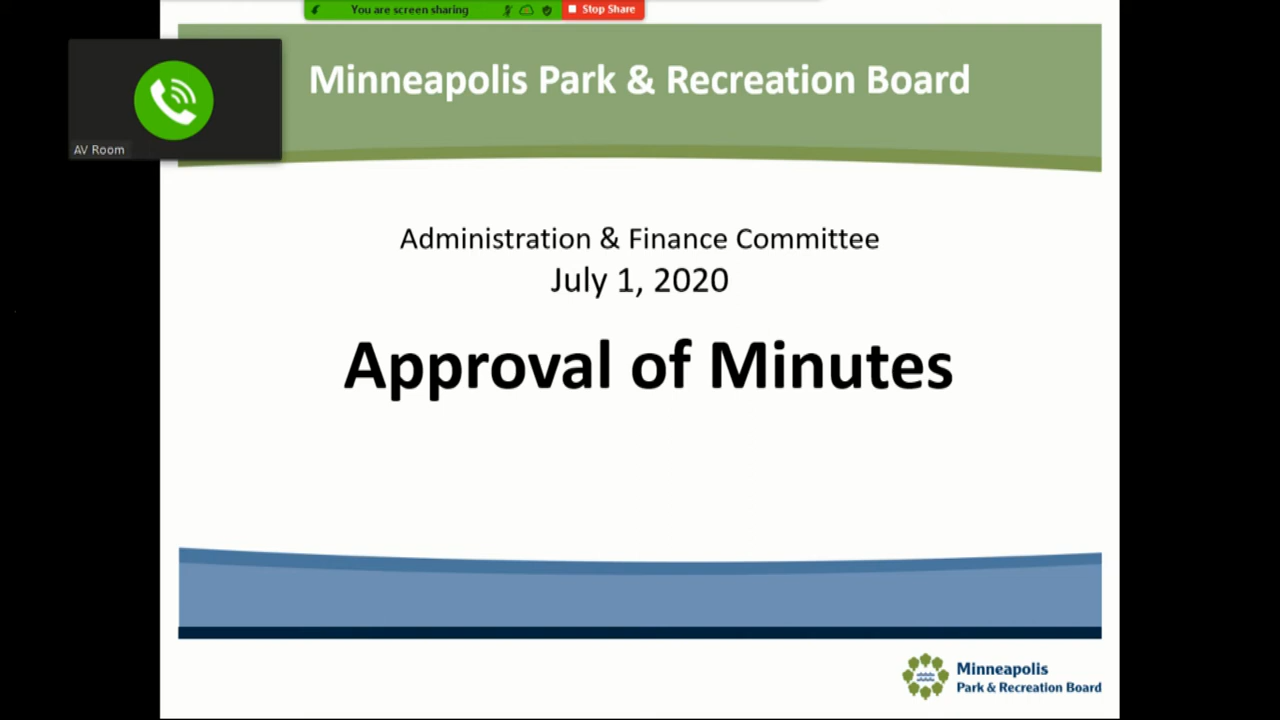 You are screen sharing
Stop Share
Minneapolis Park & Recreation Board
AV Room
Administration & Finance Committee
July 1, 2020
Approval of Minutes
Minneapolis
Park & Recreation Board